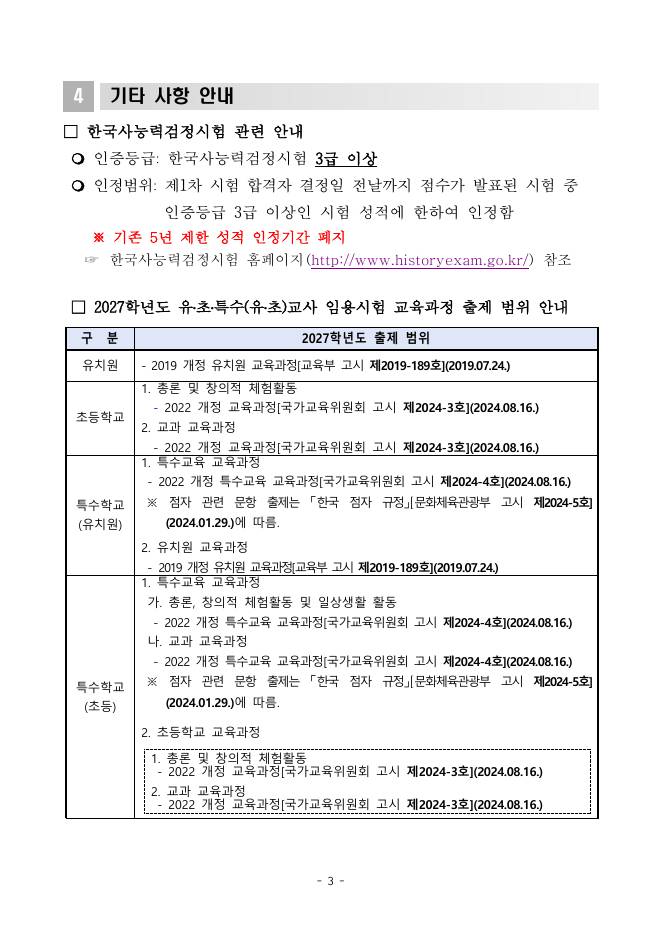 4 기타 사항 안내
□ 한국사능력검정시험 관련 안내
❍ 인증등급: 한국사능력검정시험 3급 이상
❍ 인정범위: 제1차 시험 합격자 결정일 전날까지 점수가 발표된 시험 중
인증등급 3급 이상인 시험 성적에 한하여 인정함
※ 기존 5년 제한 성적 인정기간 폐지
☞ 한국사능력검정시험 홈페이지(http://www.historyexam.go.kr/) 참조
□ 2027학년도 유·초·특수(유·초)교사 임용시험 교육과정 출제 범위 안내
구 분 2027학년도 출제 범위
유치원 - 2019 개정 유치원 교육과정[교육부 고시 제2019-189호](2019.07.24.)
초등학교
1. 총론 및 창의적 체험활동
- 2022 개정 교육과정[국가교육위원회 고시 제2024-3호](2024.08.16.)
2. 교과 교육과정
- 2022 개정 교육과정[국가교육위원회 고시 제2024-3호](2024.08.16.)
특수학교
(유치원)
1. 특수교육 교육과정
- 2022 개정 특수교육 교육과정[국가교육위원회 고시 제2024-4호](2024.08.16.)
※ 점자 관련 문항 출제는 「한국 점자 규정」[문화체육관광부 고시 제2024-5호]
(2024.01.29.)에 따름.
2. 유치원 교육과정
- 2019 개정 유치원 교육과정[교육부 고시 제2019-189호](2019.07.24.)
특수학교
(초등)
1. 특수교육 교육과정
가. 총론, 창의적 체험활동 및 일상생활 활동
- 2022 개정 특수교육 교육과정[국가교육위원회 고시 제2024-4호](2024.08.16.)
나. 교과 교육과정
- 2022 개정 특수교육 교육과정[국가교육위원회 고시 제2024-4호](2024.08.16.)
※ 점자 관련 문항 출제는 「한국 점자 규정」[문화체육관광부 고시 제2024-5호]
(2024.01.29.)에 따름.
2. 초등학교 교육과정
1. 총론 및 창의적 체험활동
- 2022 개정 교육과정[국가교육위원회 고시 제2024-3호](2024.08.16.)
2. 교과 교육과정
- 2022 개정 교육과정[국가교육위원회 고시 제2024-3호](2024.08.16.)
- 3 -